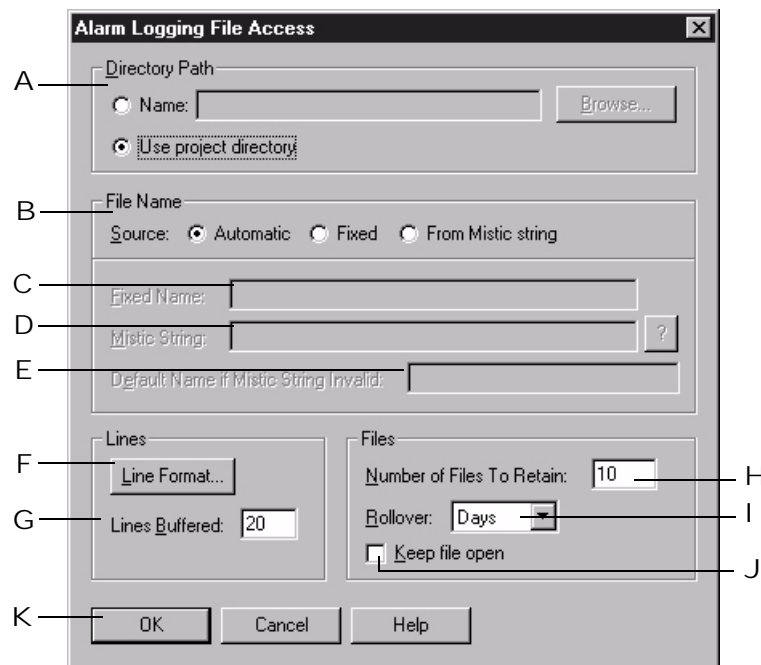 Alarm Logging File Access
A
Directory Path
Name: Browse...
Use project directory
B
File Name
Source: Automatic Fixed From Mistic string
C
Fixed Name:
D
Mistic String: ?
E
Default Name if Mistic String Invalid:
Lines
Files
F
Line Format...
Number of Files To Retain: 10
H
G
Lines Buffered: 20
Rollover: Days
I
Keep file open
J
K
OK Cancel Help